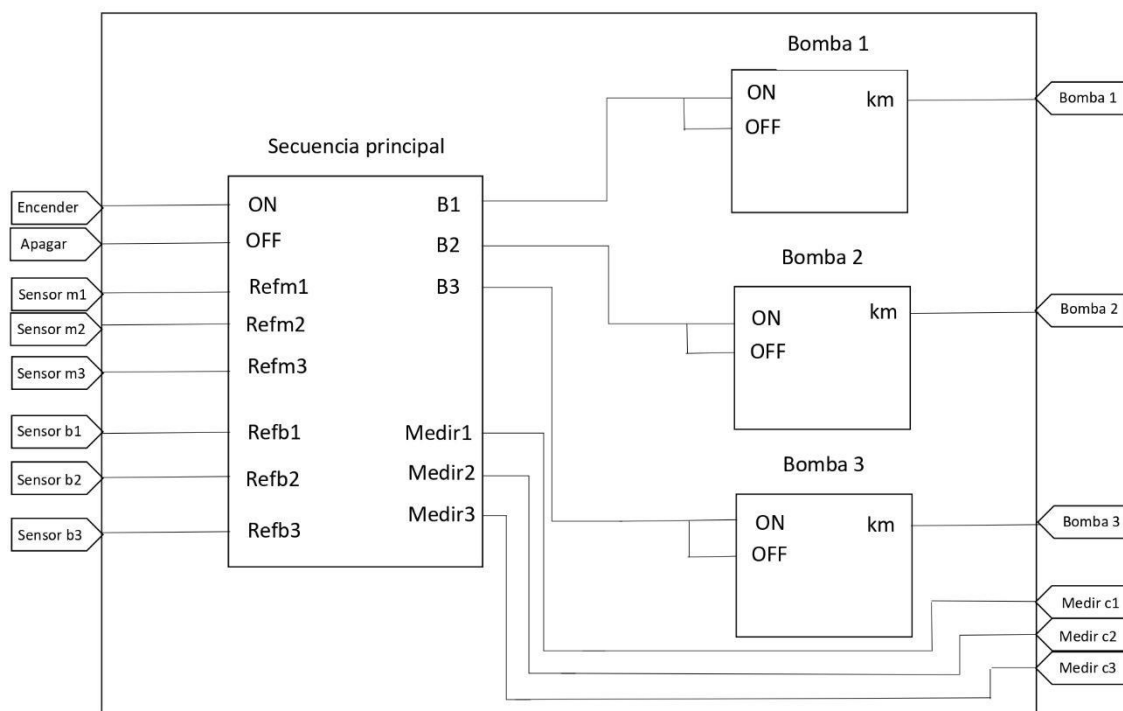 Bomba 1
ON
km
OFF
Bomba 1
Secuencia principal
Encender
ON
B1
Apagar
OFF
B2
Sensor m1
Refm1
B3
Sensor m2
Refm2
Sensor m3
Refm3
Sensor b1
Refb1
Medir1
Sensor b2
Refb2
Medir2
Sensor b3
Refb3
Medir3
Bomba 2
ON
km
OFF
Bomba 2
Bomba 3
ON
km
OFF
Bomba 3
Medir c1
Medir c2
Medir c3